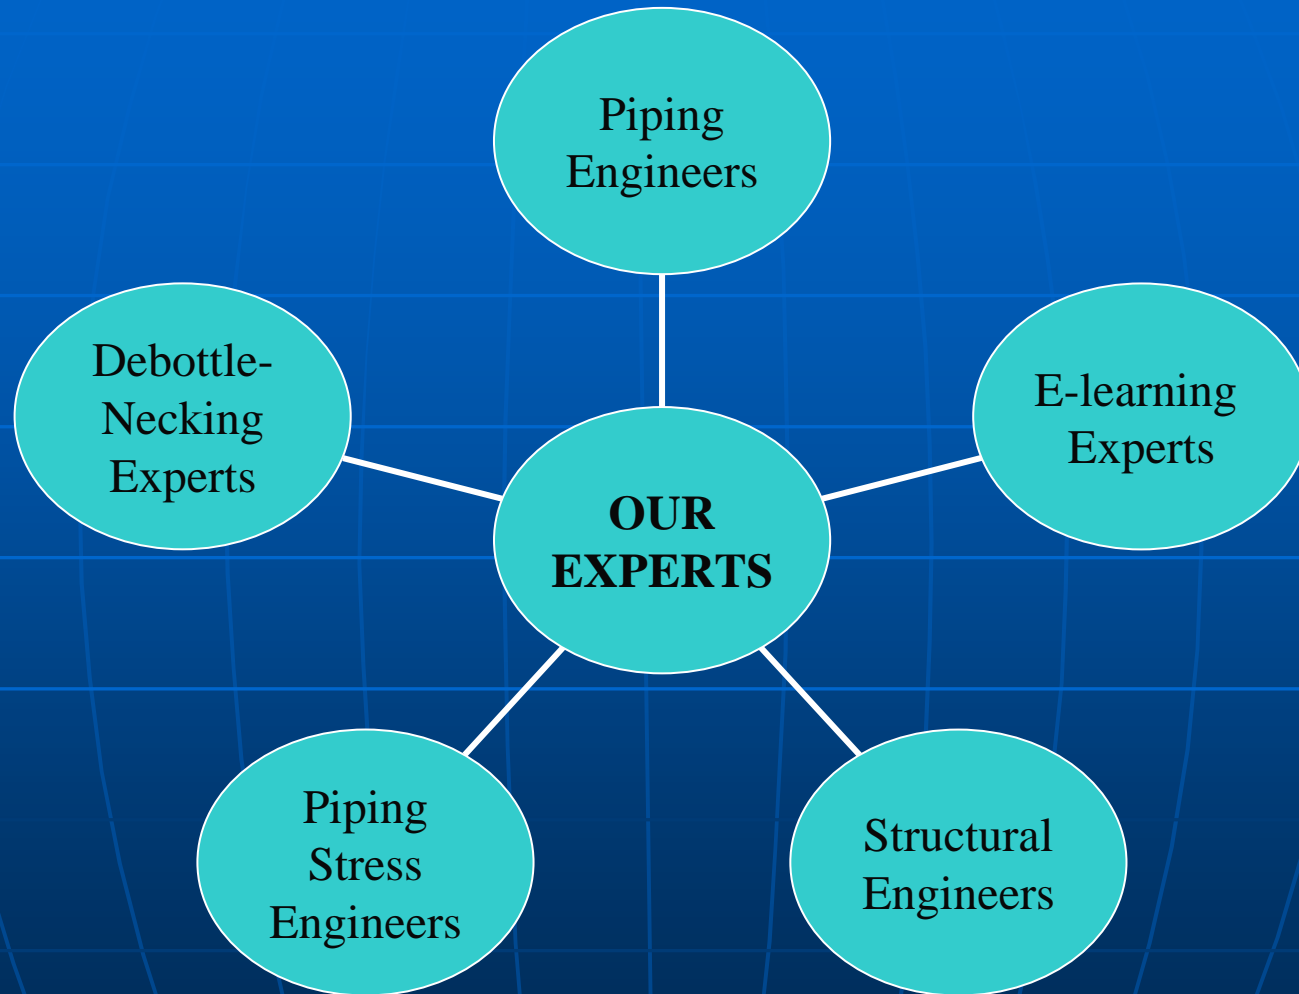 Piping
Engineers
Debottle-
Necking
Experts
E-learning
Experts
OUR
EXPERTS
Piping
Stress
Engineers
Structural
Engineers